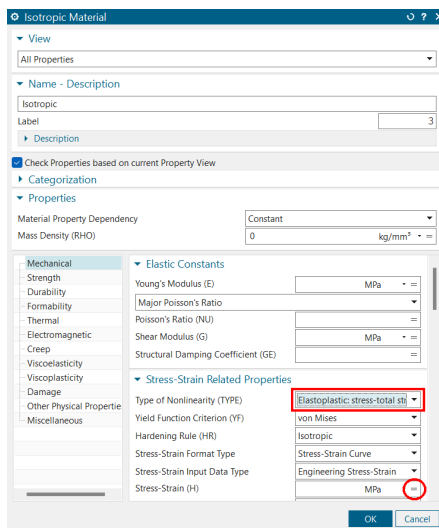 Isotropic Material
View
All Properties
Name - Description
Isotropic
Label 3
Description
Check Properties based on current Property View
Categorization
Properties
Material Property Dependency Constant
Mass Density (RHO) 0 kg/mm³ =
Mechanical
Strength
Durability
Formability
Thermal
Electromagnetic
Creep
Viscoelasticity
Viscoplasticity
Damage
Other Physical Propertie
Miscellaneous
Elastic Constants
Young's Modulus (E) MPa =
Major Poisson's Ratio
Poisson's Ratio (NU) =
Shear Modulus (G) MPa =
Structural Damping Coefficient (GE) =
Stress-Strain Related Properties
Type of Nonlinearity (TYPE) Elastoplastic: stress-total str
Yield Function Criterion (YF) von Mises
Hardening Rule (HR) Isotropic
Stress-Strain Format Type Stress-Strain Curve
Stress-Strain Input Data Type Engineering Stress-Strain
Stress-Strain (H) MPa =
OK Cancel